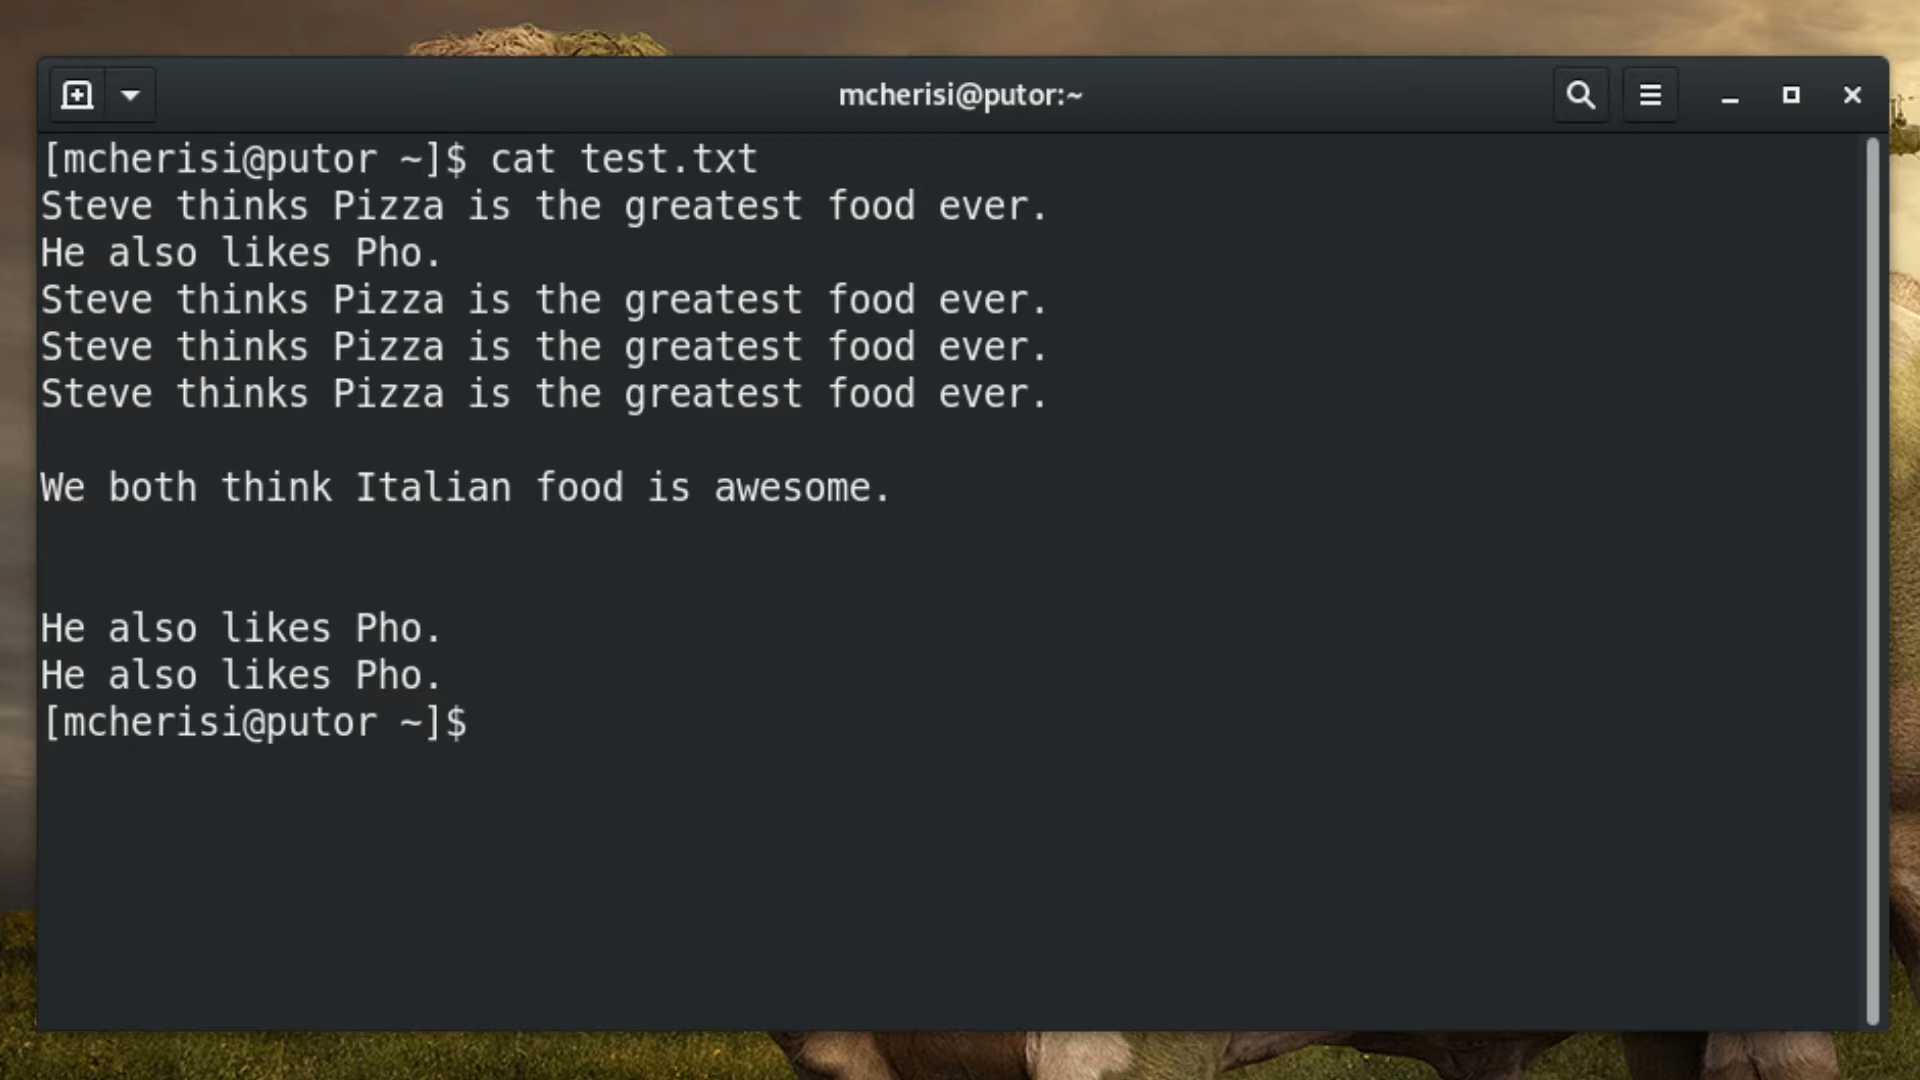 mcherisi@putor:~
[mcherisi@putor ~]$ cat test.txt
Steve thinks Pizza is the greatest food ever.
He also likes Pho.
Steve thinks Pizza is the greatest food ever.
Steve thinks Pizza is the greatest food ever.
Steve thinks Pizza is the greatest food ever.
We both think Italian food is awesome.
He also likes Pho.
He also likes Pho.
[mcherisi@putor ~]$